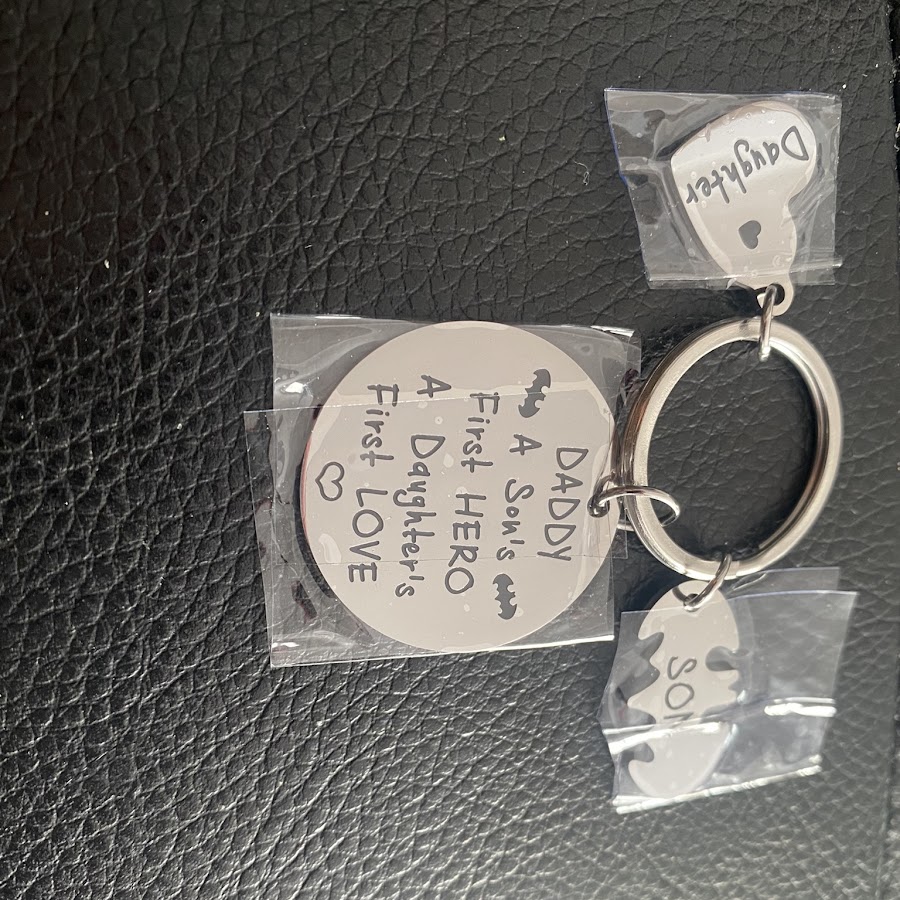 DADDY
A Son's
First HERO
A Daughter's
First LOVE
Daughter
SON